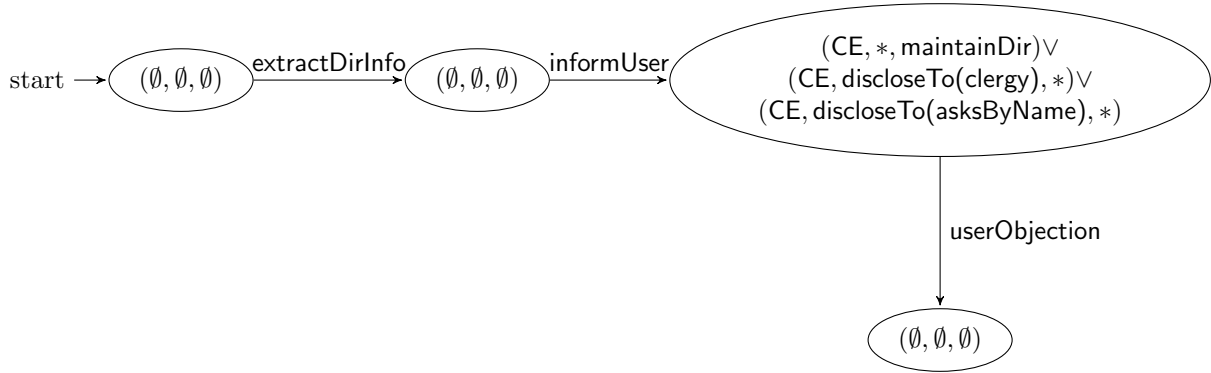 start
(∅, ∅, ∅)
extractDirInfo
(∅, ∅, ∅)
informUser
(CE, ∗, maintainDir)∨
(CE, discloseTo(clergy), ∗)∨
(CE, discloseTo(asksByName), ∗)
userObjection
(∅, ∅, ∅)